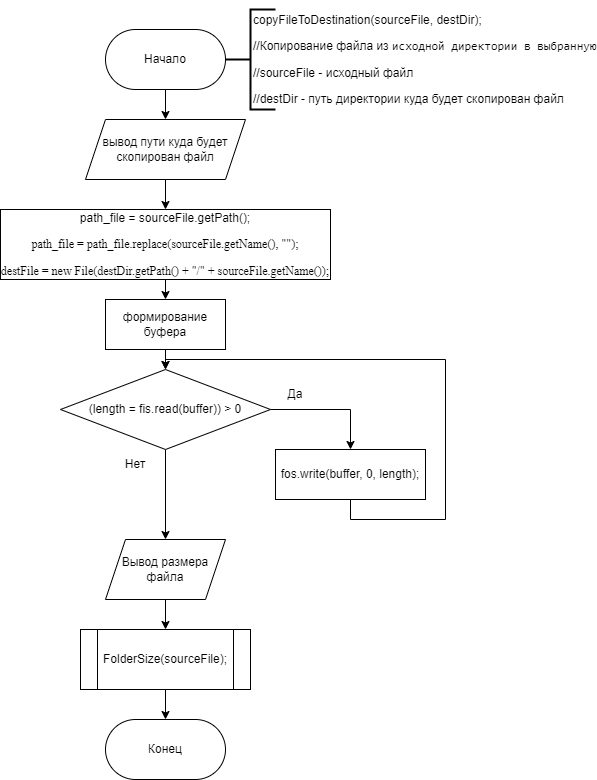 copyFileToDestination(sourceFile, destDir);
//Копирование файла из исходной директории в выбранную
//sourceFile - исходный файл
//destDir - путь директории куда будет скопирован файл
Начало
вывод пути куда будет
скопирован файл
path_file = sourceFile.getPath();
path_file = path_file.replace(sourceFile.getName(), "");
destFile = new File(destDir.getPath() + "/" + sourceFile.getName());
формирование
буфера
(length = fis.read(buffer)) > 0
Да
fos.write(buffer, 0, length);
Нет
Вывод размера
файла
FolderSize(sourceFile);
Конец